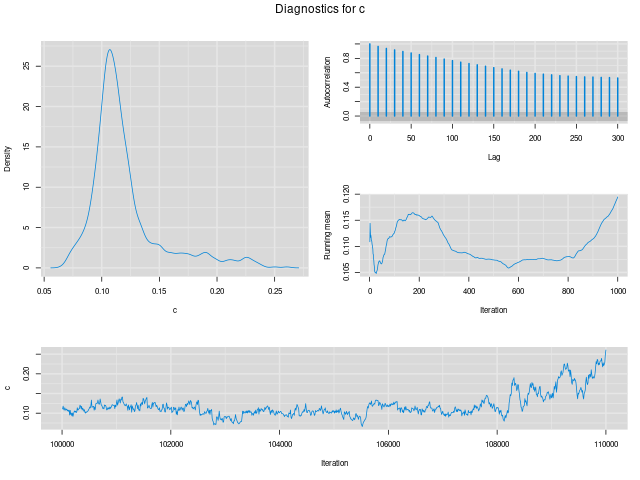 Diagnostics for c
Density
0 5 10 15 20 25
0.05 0.10 0.15 0.20 0.25
c
Autocorrelation
0.0 0.4 0.8
0 50 100 150 200 250 300
Lag
Running mean
0.105 0.110 0.115 0.120
0 200 400 600 800 1000
Iteration
c
0.10 0.20
100000 102000 104000 106000 108000 110000
Iteration